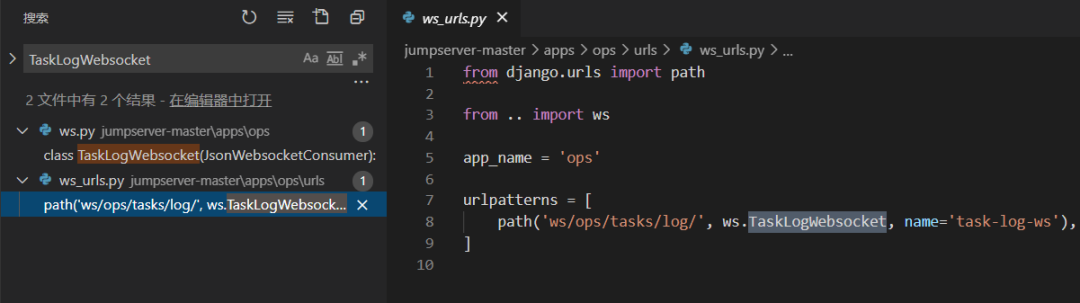 搜索
TaskLogWebsocket
Aa Abl .*
2 文件中有 2 个结果 - 在编辑器中打开
ws.py jumpserver-master\apps\ops 1
class TaskLogWebsocket(JsonWebsocketConsumer):
ws_urls.py jumpserver-master\apps\ops\urls 1
path('ws/ops/tasks/log/', ws.TaskLogWebsock...
ws_urls.py
jumpserver-master > apps > ops > urls > ws_urls.py > ...
1 from django.urls import path
2
3 from .. import ws
4
5 app_name = 'ops'
6
7 urlpatterns = [
8 path('ws/ops/tasks/log/', ws.TaskLogWebsocket, name='task-log-ws'),
9 ]
10